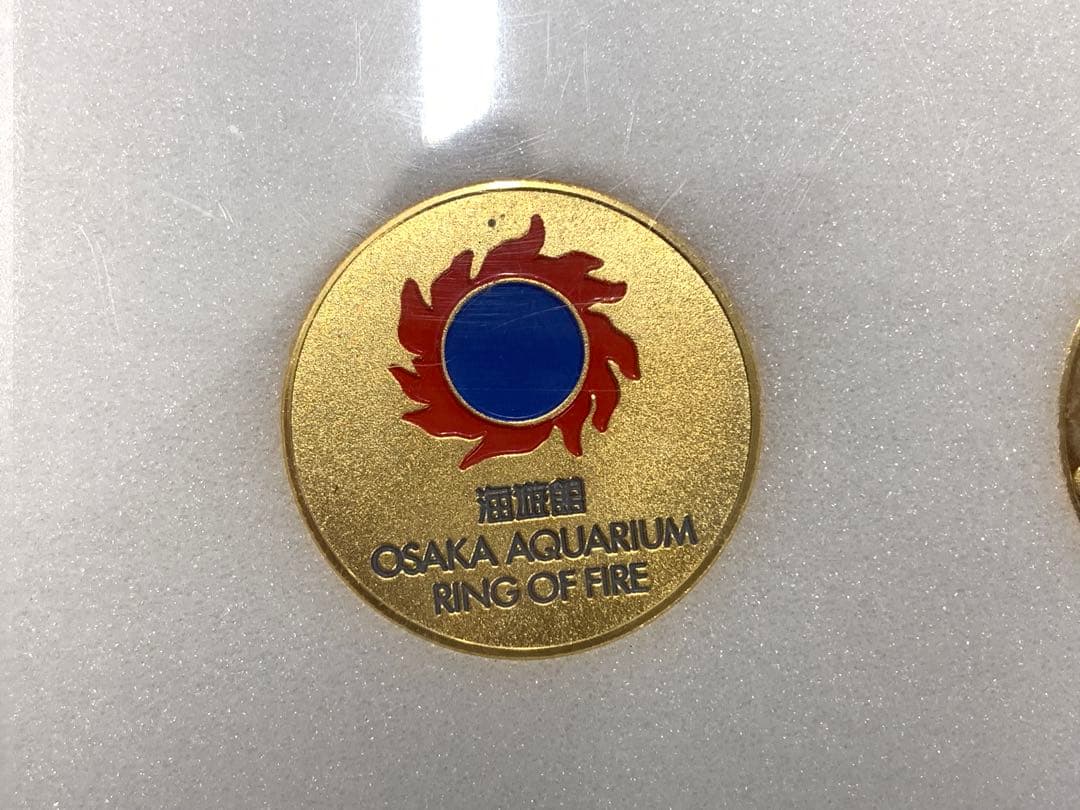 海遊館
OSAKA AQUARIUM
RING OF FIRE